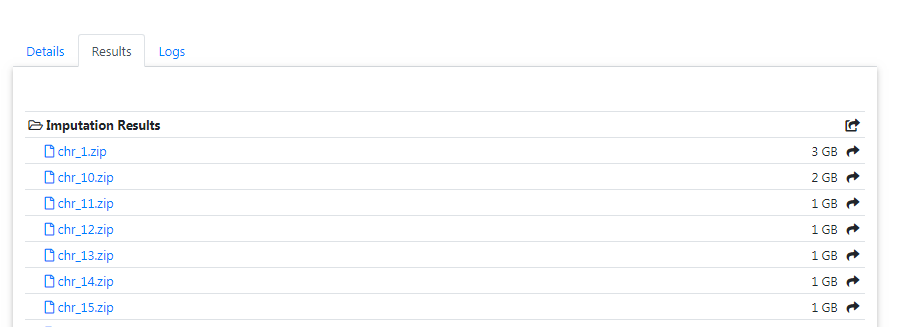 Details Results Logs
Imputation Results
chr_1.zip 3 GB
chr_10.zip 2 GB
chr_11.zip 1 GB
chr_12.zip 1 GB
chr_13.zip 1 GB
chr_14.zip 1 GB
chr_15.zip 1 GB